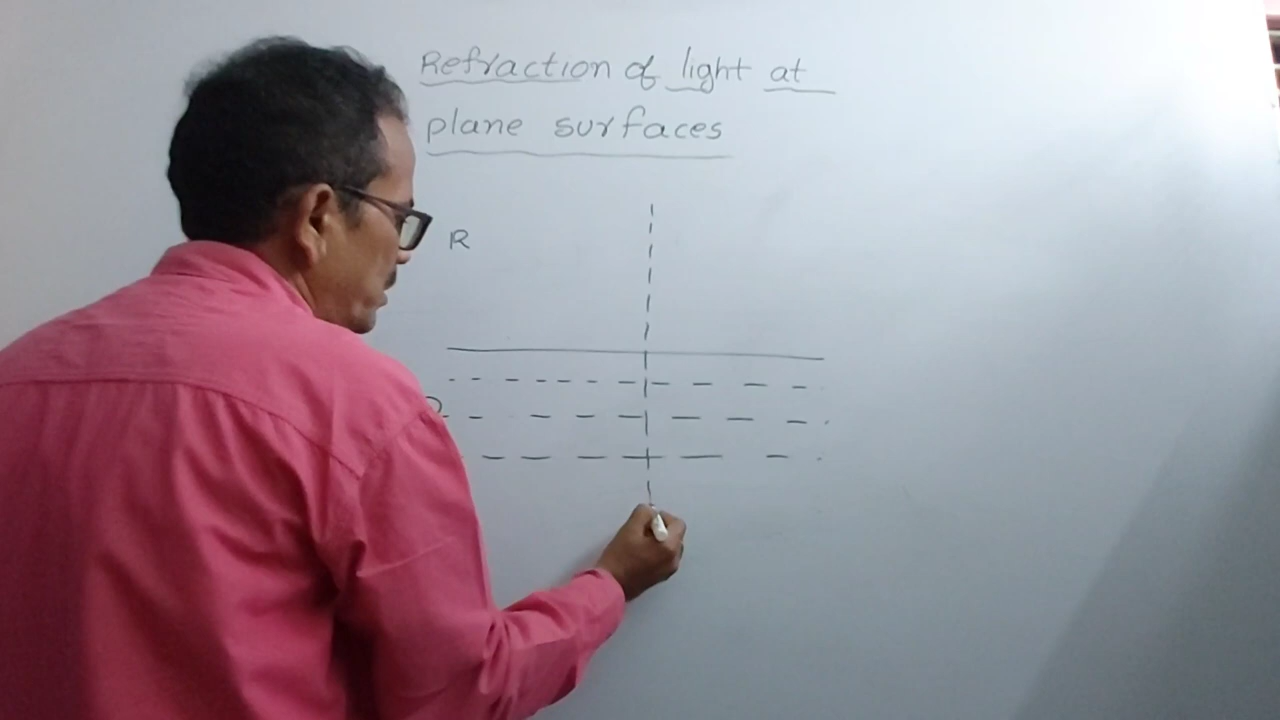 Refraction of light at
plane surfaces
R